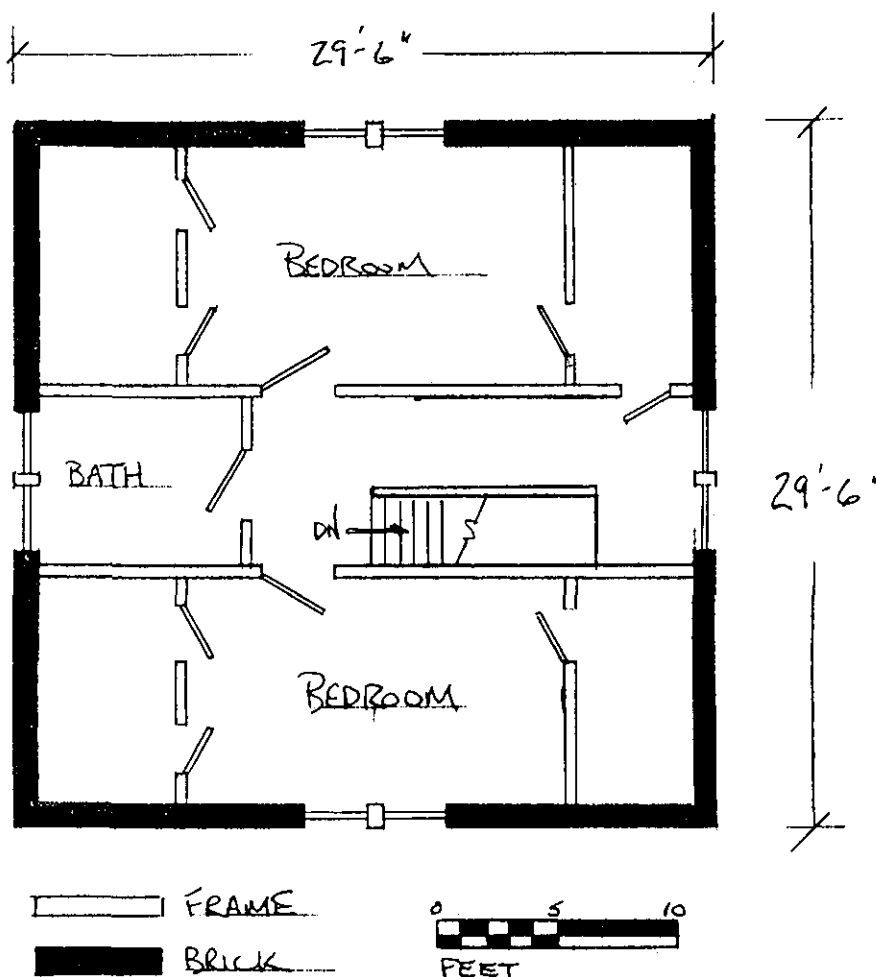 29'-6"
BEDROOM
BATH
29'-6"
DN
BEDROOM
FRAME
0 5 10
BRICK
FEET